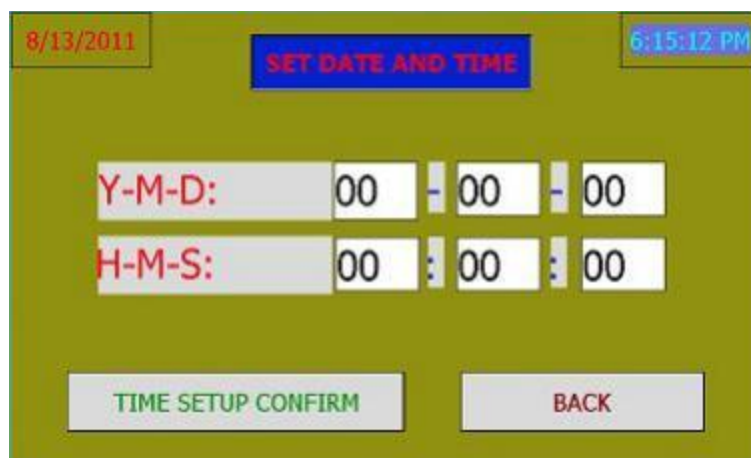 8/13/2011
6:15:12 PM
SET DATE AND TIME
Y-M-D: 00 - 00 - 00
H-M-S: 00 : 00 : 00
TIME SETUP CONFIRM
BACK